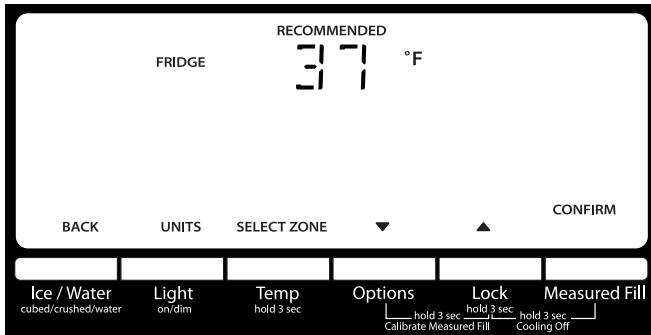 RECOMMENDED
FRIDGE 37 °F
CONFIRM
BACK UNITS SELECT ZONE ▼ ▲
Ice / Water Light Temp Options Lock Measured Fill
cubed/crushed/water on/dim hold 3 sec hold 3 sec hold 3 sec hold 3 sec
Calibrate Measured Fill Cooling Off